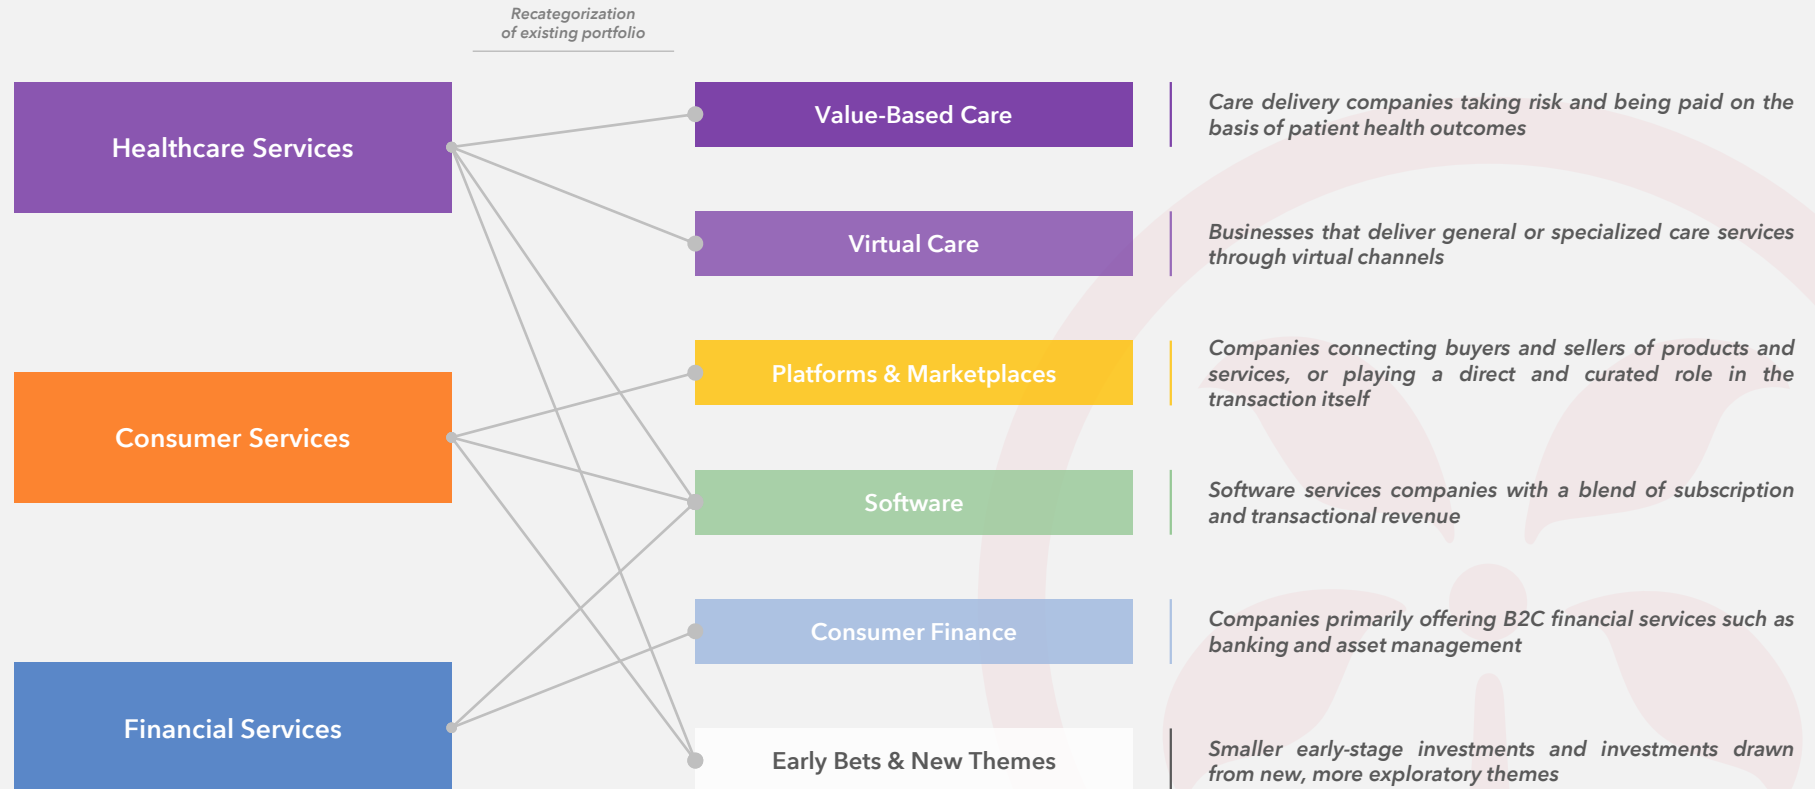 Recategorization
of existing portfolio
Healthcare Services
Consumer Services
Financial Services
Value-Based Care
Care delivery companies taking risk and being paid on the
basis of patient health outcomes
Virtual Care
Businesses that deliver general or specialized care services
through virtual channels
Platforms & Marketplaces
Companies connecting buyers and sellers of products and
services, or playing a direct and curated role in the
transaction itself
Software
Software services companies with a blend of subscription
and transactional revenue
Consumer Finance
Companies primarily offering B2C financial services such as
banking and asset management
Early Bets & New Themes
Smaller early-stage investments and investments drawn
from new, more exploratory themes